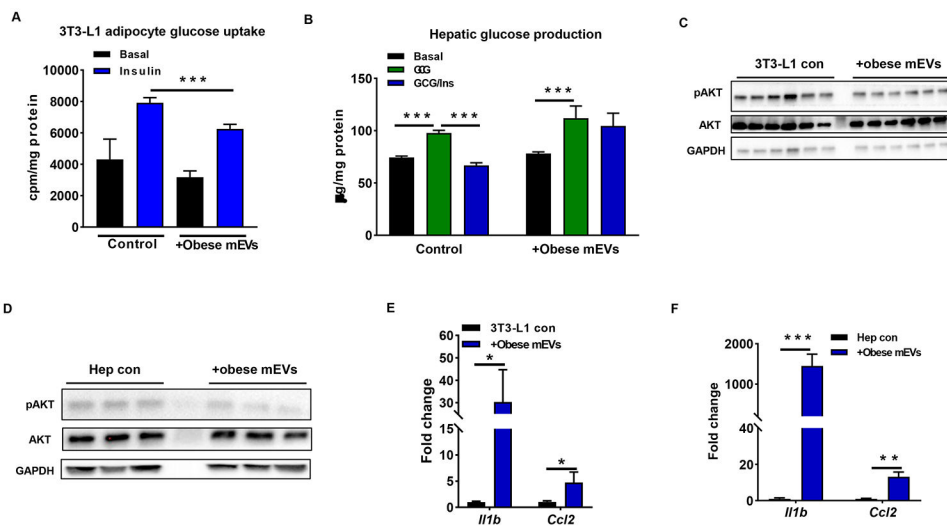 A
3T3-L1 adipocyte glucose uptake
Basal
Insulin
***
cpm/mg protein
10000
8000
6000
4000
2000
0
Control
+Obese mEVs
B
Hepatic glucose production
Basal
GCG/Ins
***
***
***
g/mg protein
150
100
50
0
Control
+Obese mEVs
C
3T3-L1 con
+obese mEVs
pAKT
AKT
GAPDH
D
Hep con
+obese mEVs
pAKT
AKT
GAPDH
E
3T3-L1 con
+Obese mEVs
*
*
Fold change
60
50
40
30
15
10
5
0
Il1b
Ccl2
F
Hep con
+Obese mEVs
***
**
Fold change
2000
1000
40
20
0
Il1b
Ccl2